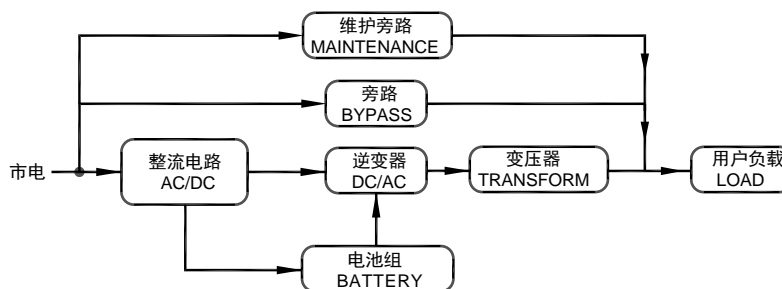 维护旁路
MAINTENANCE
旁路
BYPASS
市电
整流电路
AC/DC
逆变器
DC/AC
变压器
TRANSFORM
用户负载
LOAD
电池组
BATTERY